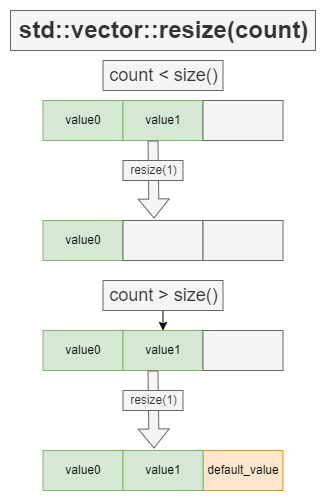 std::vector::resize(count)
count < size()
value0 value1
resize(1)
value0
count > size()
value0 value1
resize(1)
value0 value1 default_value